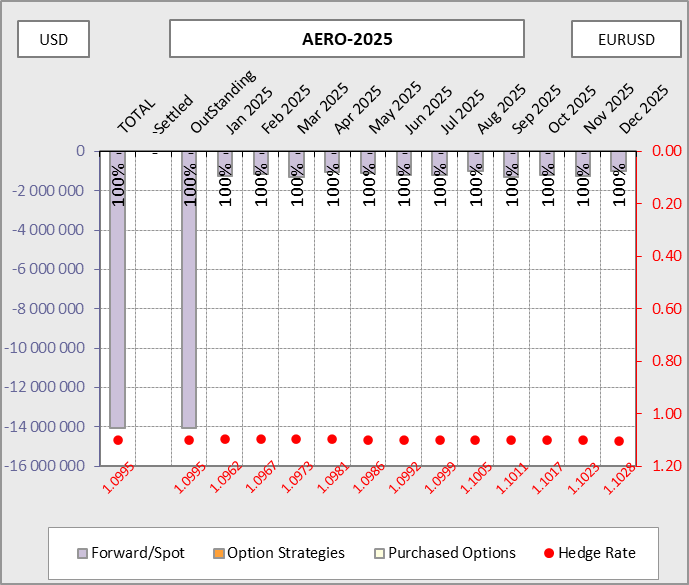 USD
AERO-2025
EURUSD
TOTAL
Settled
OutStanding
Jan 2025
Feb 2025
Mar 2025
Apr 2025
May 2025
Jun 2025
Jul 2025
Aug 2025
Sep 2025
Oct 2025
Nov 2025
Dec 2025
0
-2 000 000
-4 000 000
-6 000 000
-8 000 000
-10 000 000
-12 000 000
-14 000 000
-16 000 000
100%
100%
100%
100%
100%
100%
100%
100%
100%
100%
100%
100%
100%
100%
0.00
0.20
0.40
0.60
0.80
1.00
1.20
1.0995
1.0995
1.0962
1.0967
1.0973
1.0981
1.0986
1.0992
1.0999
1.1005
1.1011
1.1017
1.1023
1.1028
Forward/Spot
Option Strategies
Purchased Options
Hedge Rate